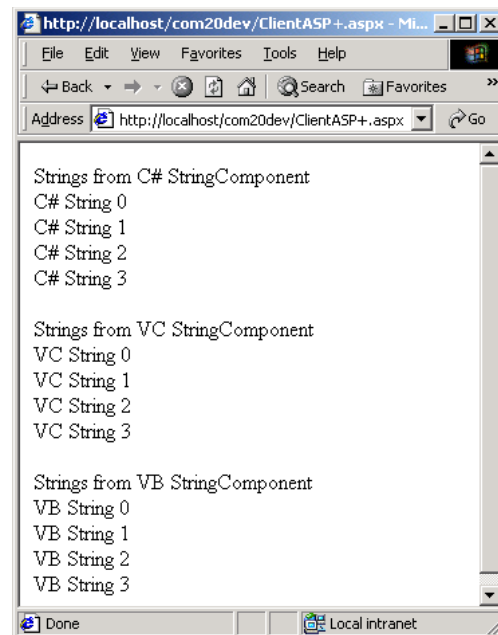 http://localhost/com20dev/ClientASP+.aspx - Mi...
File Edit View Favorites Tools Help
Back Search Favorites »
Address http://localhost/com20dev/ClientASP+.aspx Go
Strings from C# StringComponent
C# String 0
C# String 1
C# String 2
C# String 3
Strings from VC StringComponent
VC String 0
VC String 1
VC String 2
VC String 3
Strings from VB StringComponent
VB String 0
VB String 1
VB String 2
VB String 3
Done Local intranet